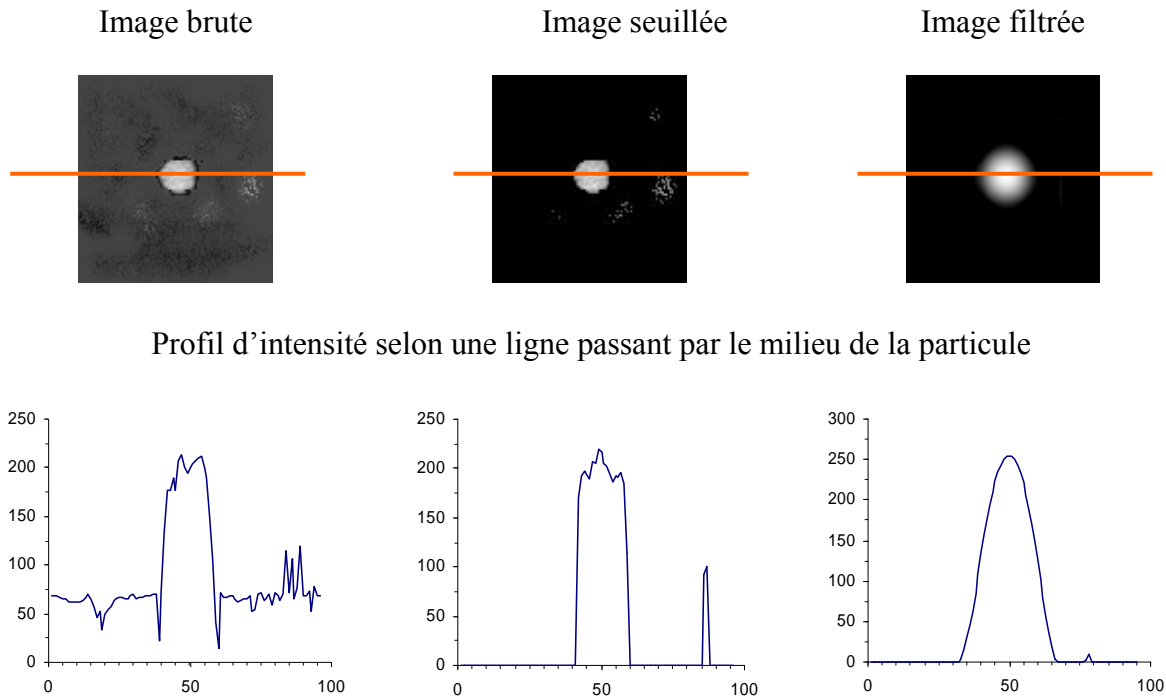 Image brute
Image seuillée
Image filtrée
Profil d'intensité selon une ligne passant par le milieu de la particule
250
200
150
100
50
0
0 50 100
250
200
150
100
50
0
0 50 100
300
250
200
150
100
50
0
0 50 100